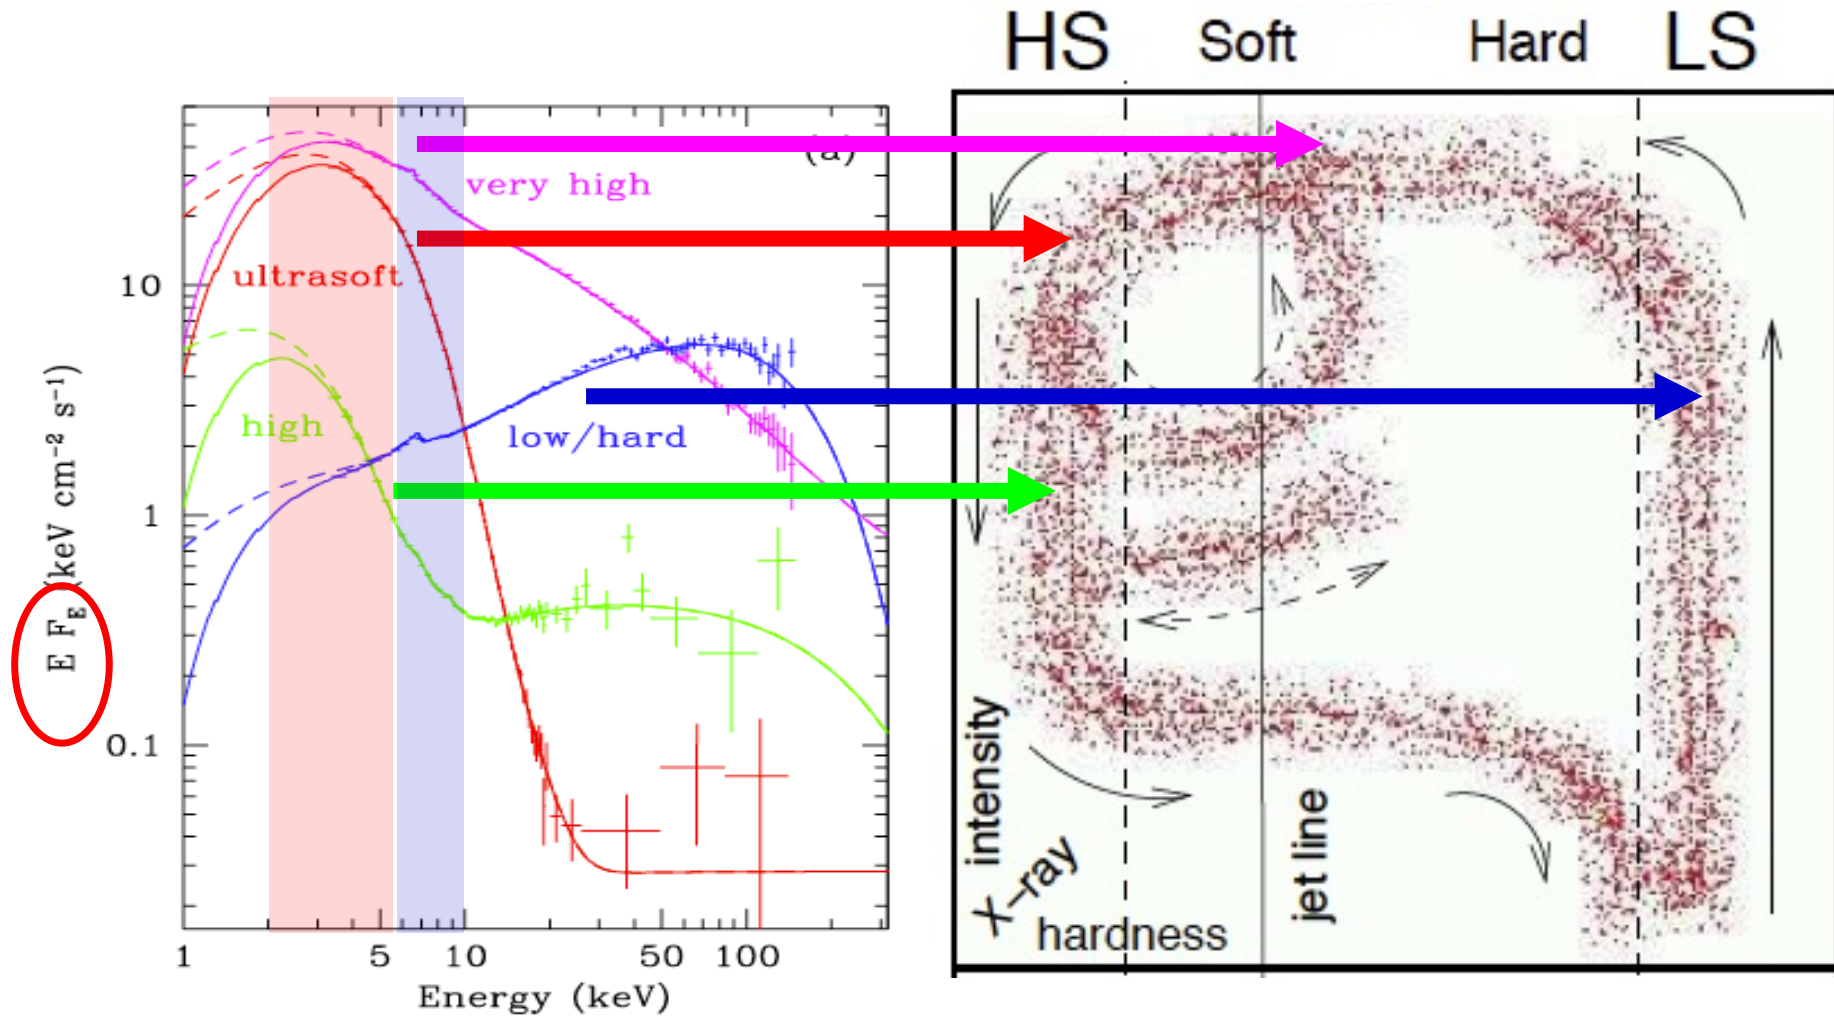 HS Soft Hard LS
(a)
very high
ultrasoft
high
low/hard
10
1
0.1
E F_E (keV cm⁻² s⁻¹)
1 5 10 50 100
Energy (keV)
X-ray
intensity
hardness
jet line